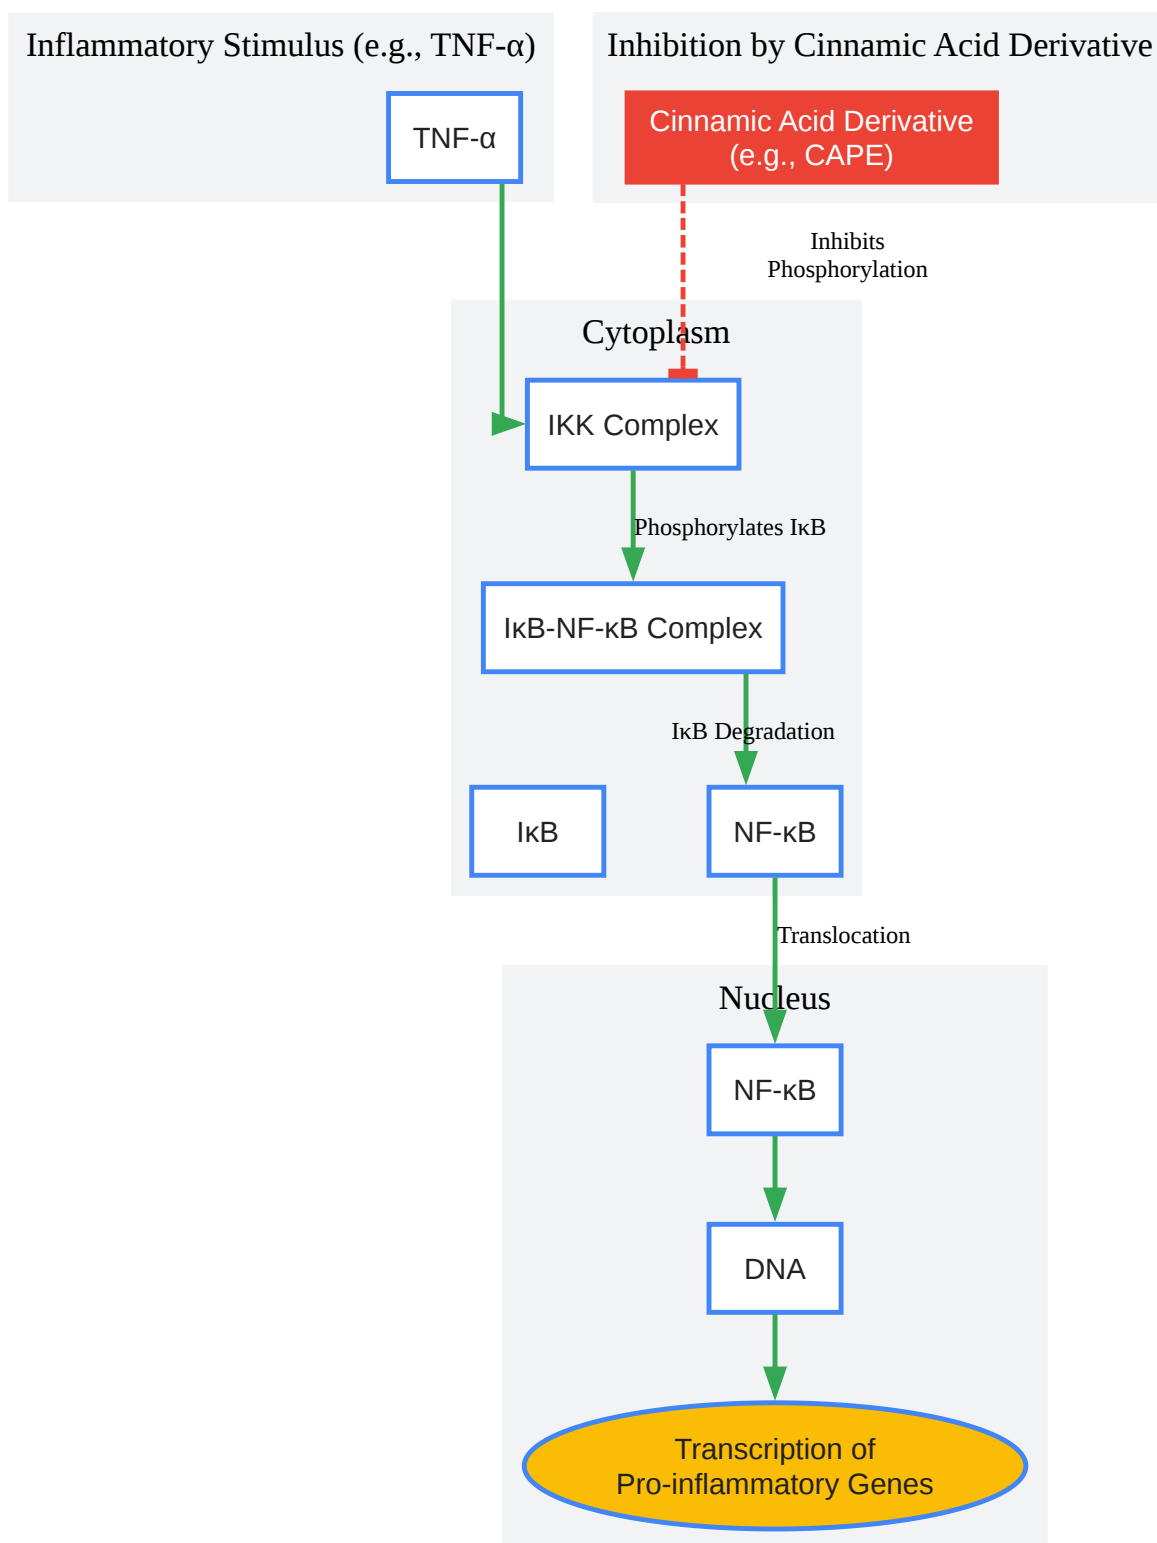 Inflammatory Stimulus (e.g., TNF-α)
Inhibition by Cinnamic Acid Derivative
TNF-α
Cinnamic Acid Derivative
(e.g., CAPE)
Inhibits
Phosphorylation
Cytoplasm
IKK Complex
Phosphorylates IκB
IκB-NF-κB Complex
IκB Degradation
IκB
NF-κB
Translocation
Nucleus
NF-κB
DNA
Transcription of
Pro-inflammatory Genes